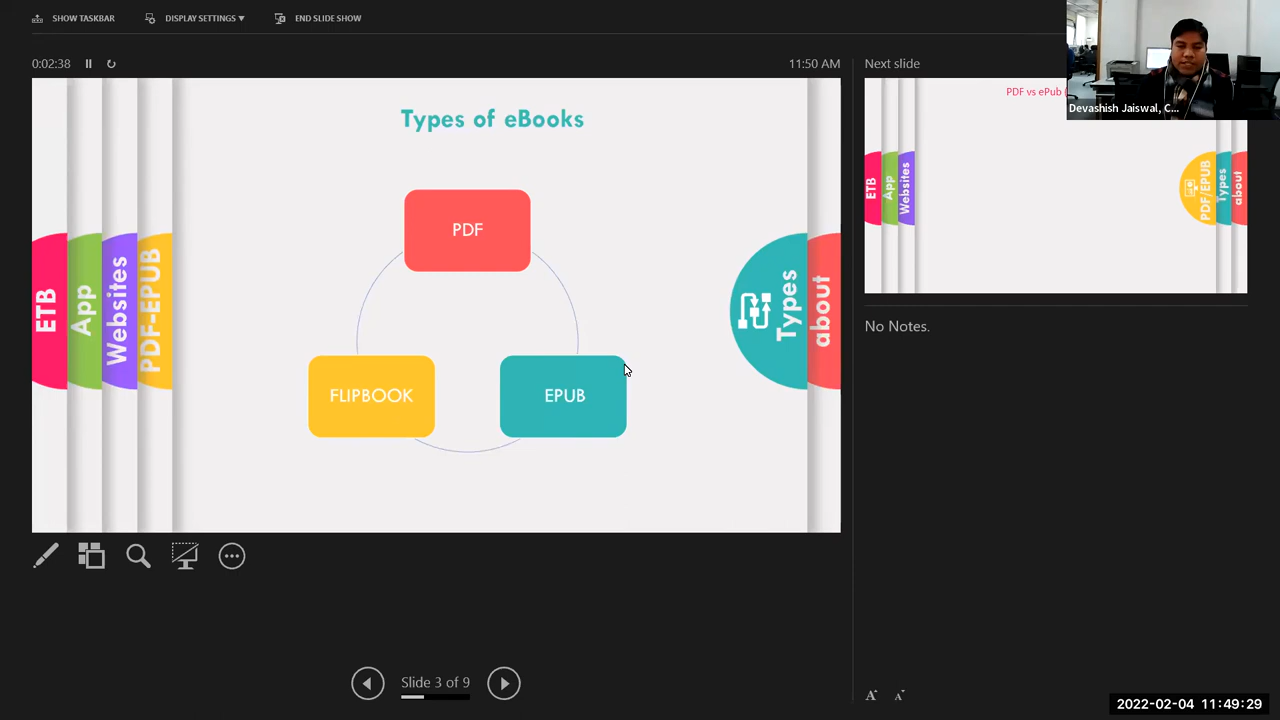 SHOW TASKBAR
DISPLAY SETTINGS ▾
END SLIDE SHOW
0:02:38
11:50 AM
Next slide
Types of eBooks
PDF
FLIPBOOK
EPUB
ETB
App
Websites
PDF-EPUB
Types
about
PDF vs ePub
ETB
App
Websites
PDF/EPUB
Types
about
Devashish Jaiswal, C...
No Notes.
Slide 3 of 9
A
A
2022-02-04 11:49:29